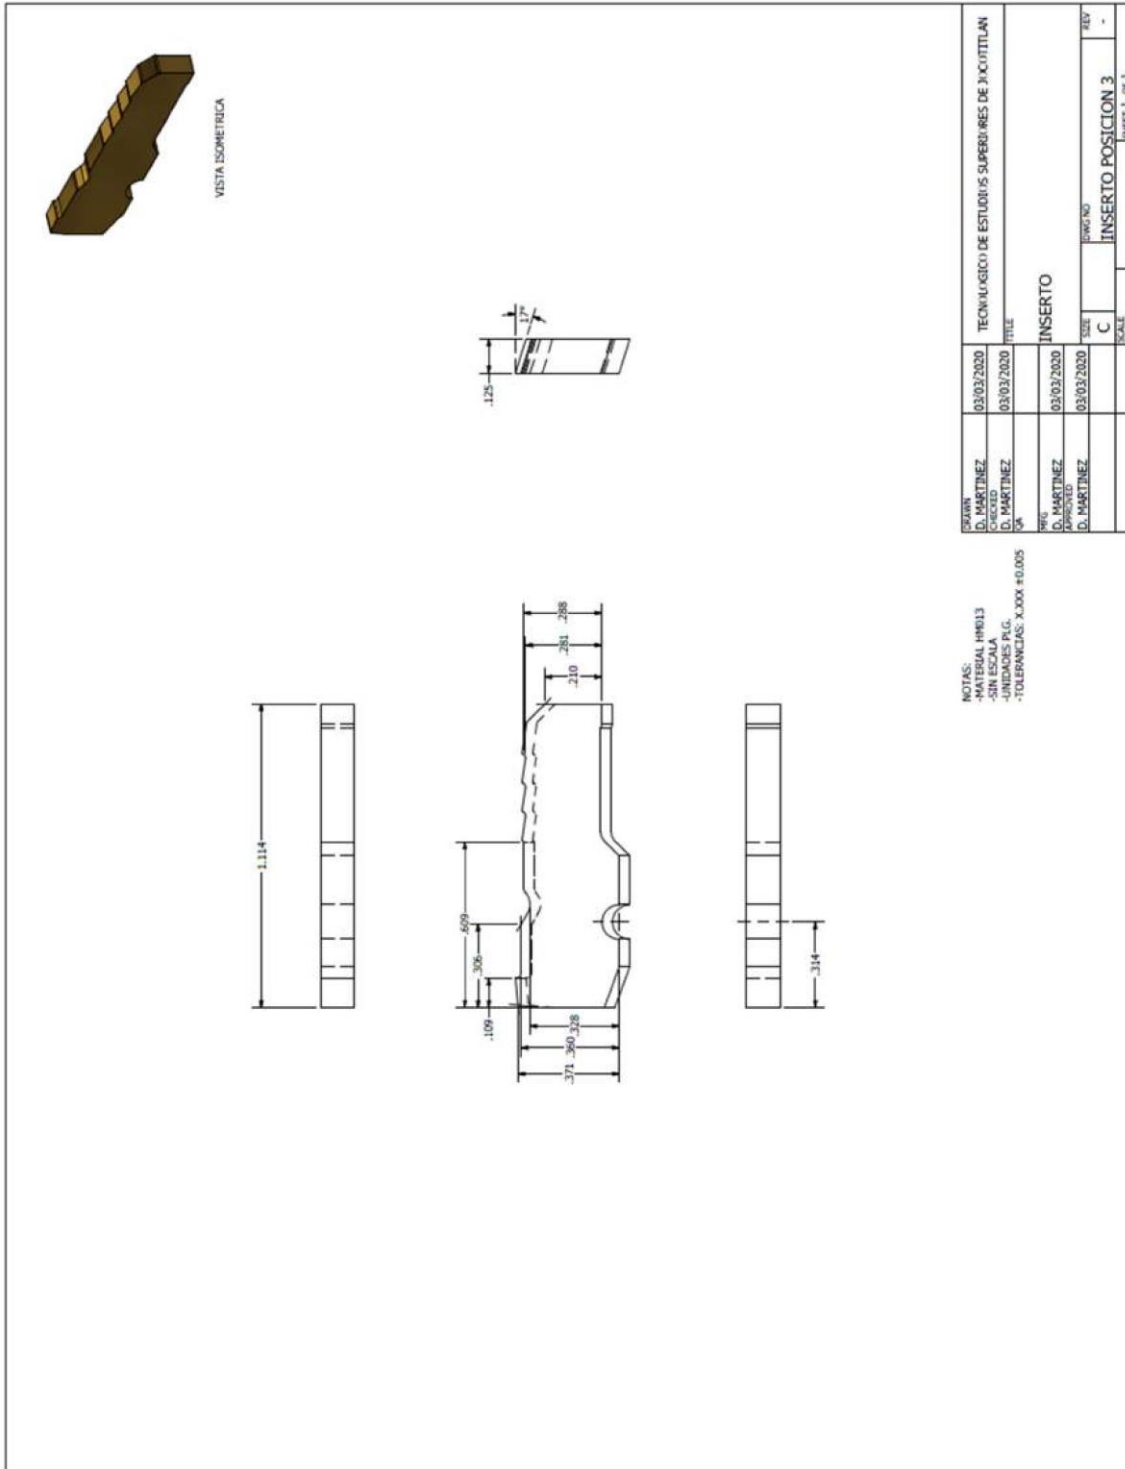 VISTA ISOMETRICA
1.114
.125
17°
.609
.306
.109
.288
.281
.210
.371
.360
.328
.314
NOTAS:
-MATERIAL HM013
-SIN ESCALA
-UNIDADES PLG.
-TOLERANCIAS: X.XXX ±0.005
DRAWN
D. MARTINEZ 03/03/2020
CHECKED
D. MARTINEZ 03/03/2020
QA
MFG
D. MARTINEZ 03/03/2020
APPROVED
D. MARTINEZ 03/03/2020
TECNOLOGICO DE ESTUDIOS SUPERIORES DE JOCOTITLAN
TITLE
INSERTO
SIZE
C
DWG NO
INSERTO POSICION 3
REV
-
SCALE